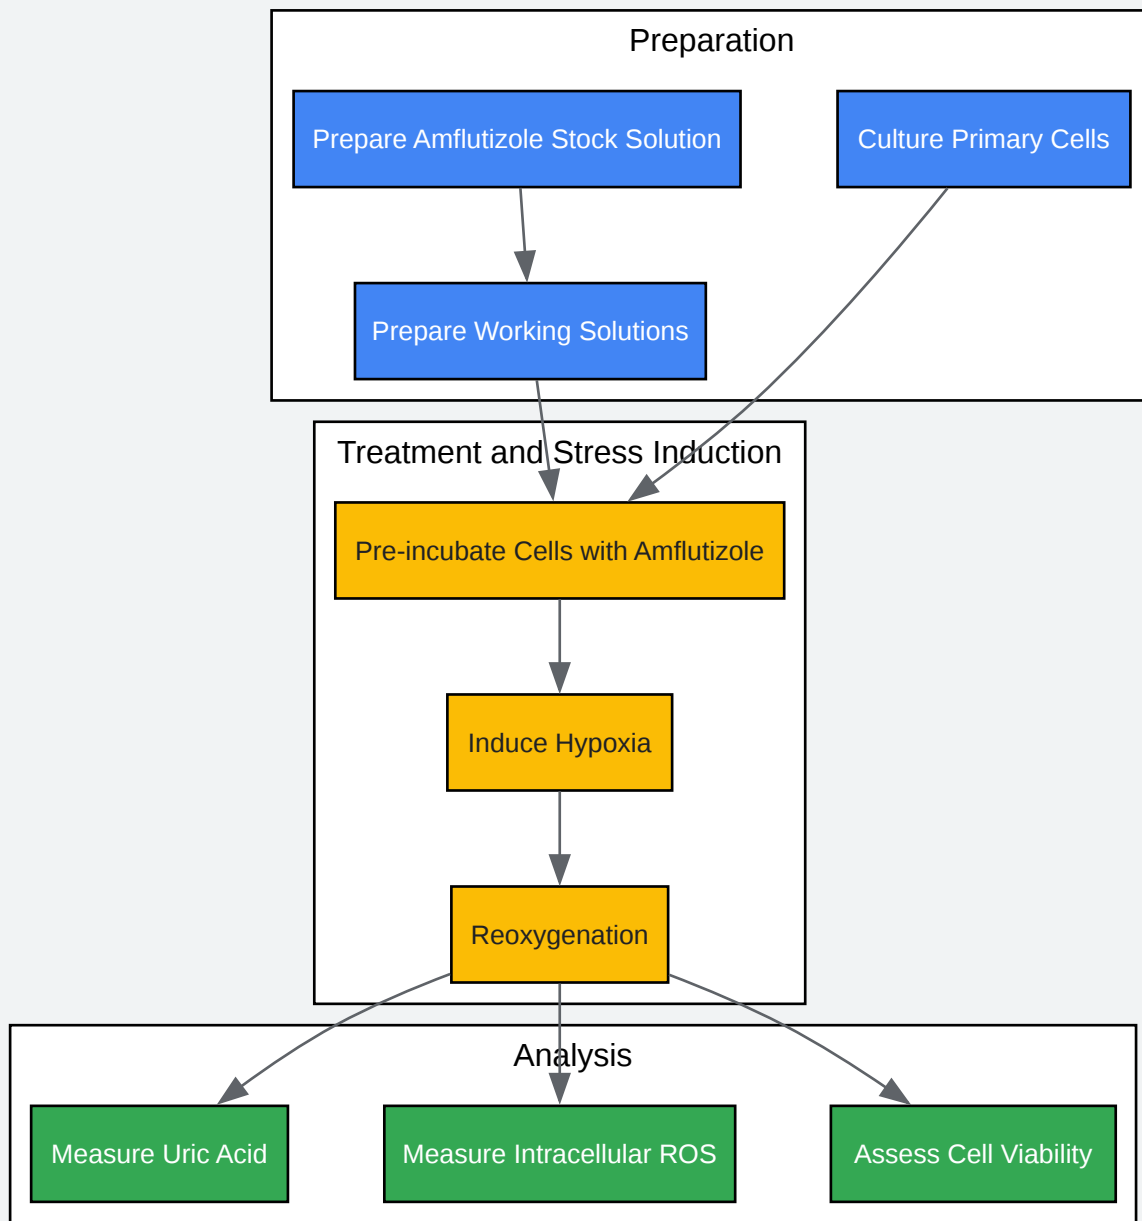 Preparation
Prepare Amflutizole Stock Solution
Culture Primary Cells
Prepare Working Solutions
Treatment and Stress Induction
Pre-incubate Cells with Amflutizole
Induce Hypoxia
Reoxygenation
Analysis
Measure Uric Acid
Measure Intracellular ROS
Assess Cell Viability